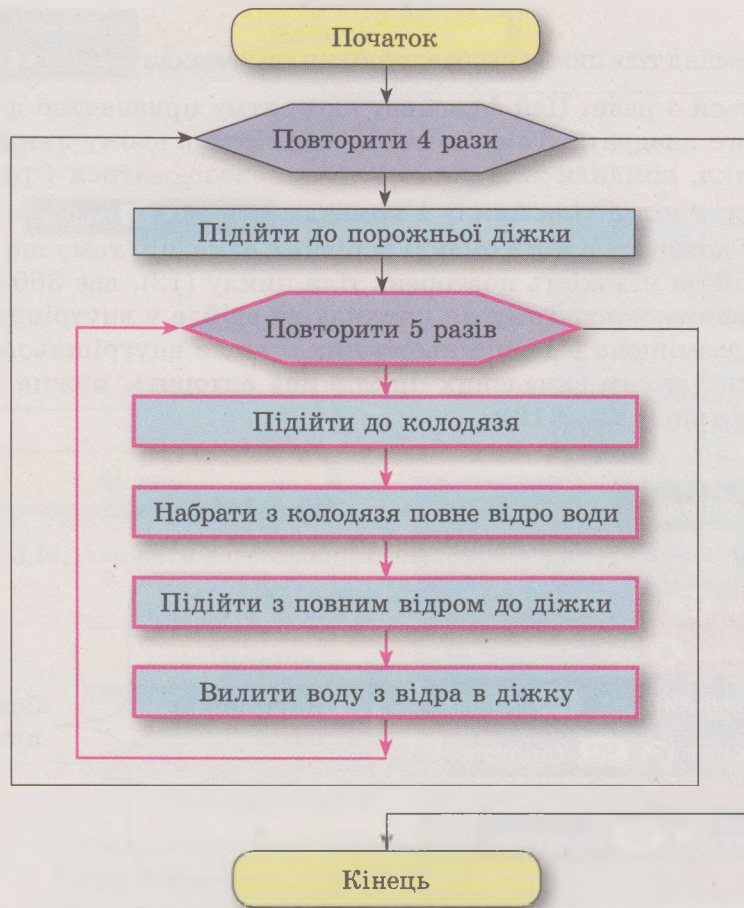 Початок
Повторити 4 рази
Підійти до порожньої діжки
Повторити 5 разів
Підійти до колодязя
Набрати з колодязя повне відро води
Підійти з повним відром до діжки
Вилити воду з відра в діжку
Кінець